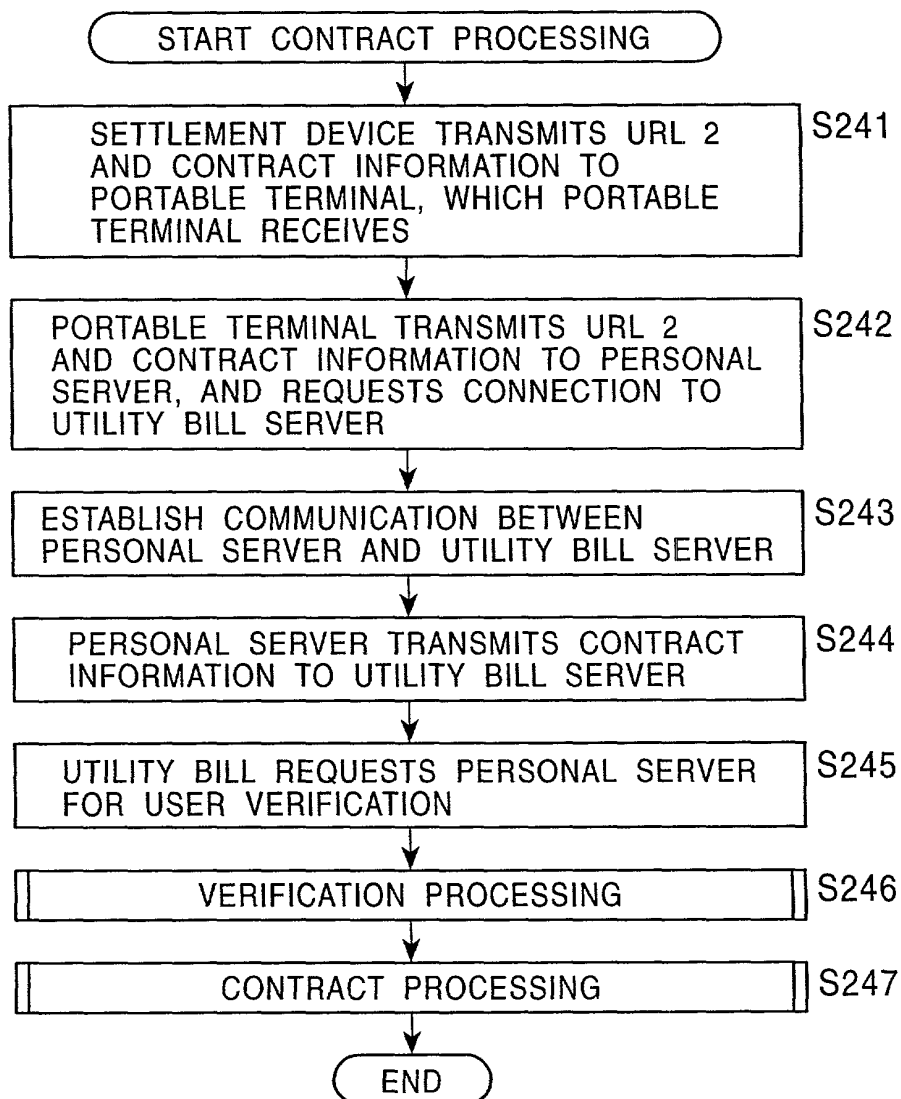 START CONTRACT PROCESSING
SETTLEMENT DEVICE TRANSMITS URL 2
AND CONTRACT INFORMATION TO
PORTABLE TERMINAL, WHICH PORTABLE
TERMINAL RECEIVES
S241
PORTABLE TERMINAL TRANSMITS URL 2
AND CONTRACT INFORMATION TO PERSONAL
SERVER, AND REQUESTS CONNECTION TO
UTILITY BILL SERVER
S242
ESTABLISH COMMUNICATION BETWEEN
PERSONAL SERVER AND UTILITY BILL SERVER
S243
PERSONAL SERVER TRANSMITS CONTRACT
INFORMATION TO UTILITY BILL SERVER
S244
UTILITY BILL REQUESTS PERSONAL SERVER
FOR USER VERIFICATION
S245
VERIFICATION PROCESSING
S246
CONTRACT PROCESSING
S247
END